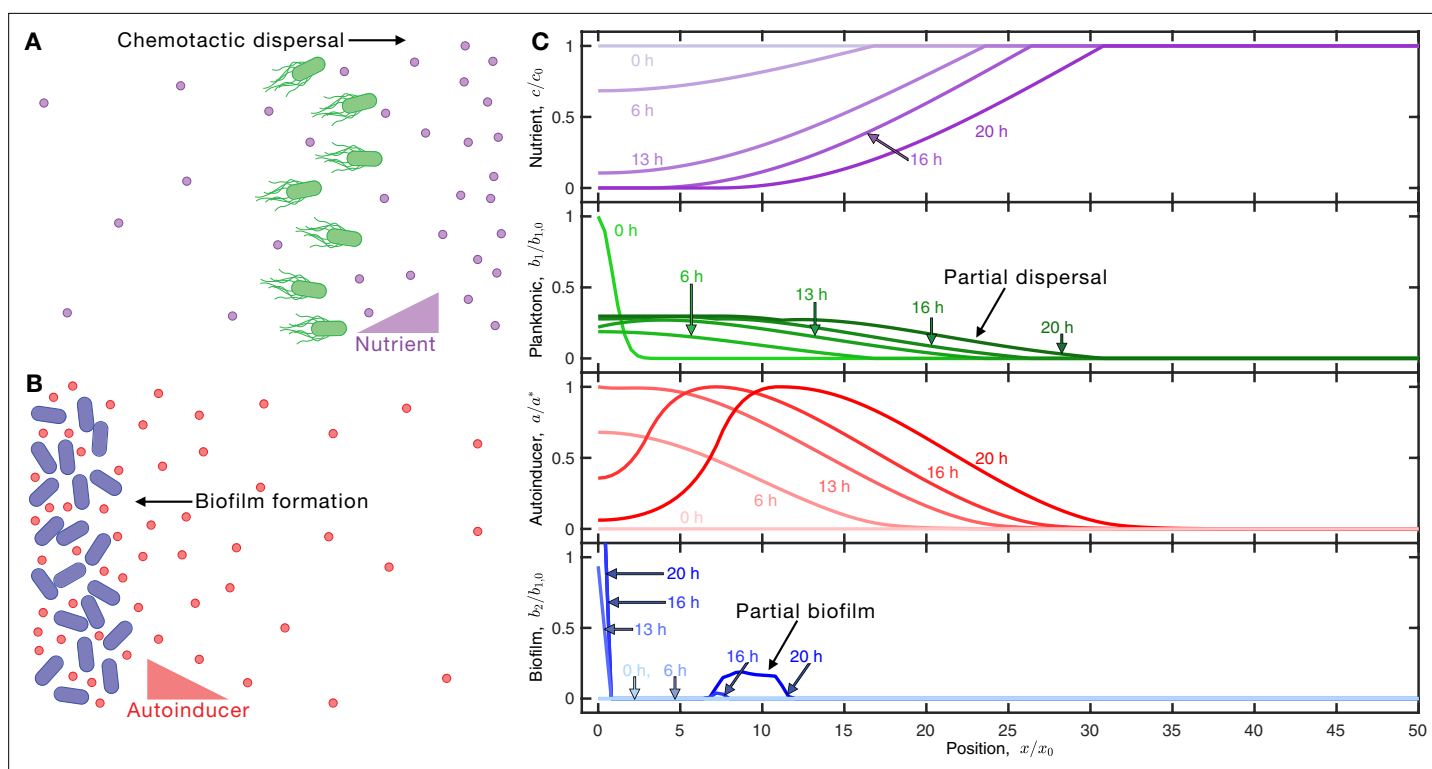 A
Chemotactic dispersal
Nutrient
B
Biofilm formation
Autoinducer
C
Nutrient, c/c₀
1
0.5
0
0 h
6 h
13 h
16 h
20 h
Planktonic, b₁/b₁,₀
1
0.5
0
0 h
6 h
13 h
16 h
20 h
Partial dispersal
Autoinducer, a/a*
1
0.5
0
0 h
6 h
13 h
16 h
20 h
Biofilm, b₂/b₁,₀
1
0.5
0
20 h
16 h
13 h
0 h,
6 h
16 h
20 h
Partial biofilm
0 5 10 15 20 25 30 35 40 45 50
Position, x/x₀